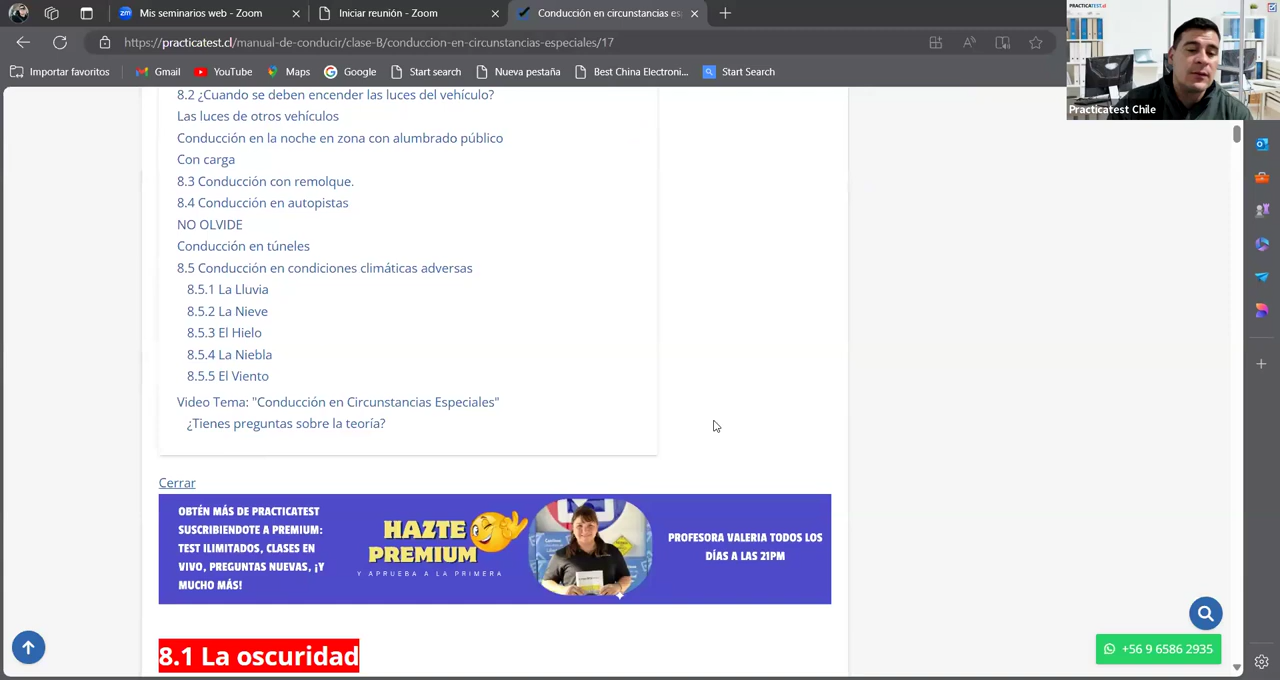 Mis seminarios web - Zoom
Iniciar reunión - Zoom
Conducción en circunstancias es
https://practicatest.cl/manual-de-conducir/clase-B/conduccion-en-circunstancias-especiales/17
Importar favoritos
Gmail
YouTube
Maps
Google
Start search
Nueva pestaña
Best China Electroni...
Start Search
PRACTICATEST.cl
Practicatest Chile
8.2 ¿Cuando se deben encender las luces del vehículo?
Las luces de otros vehículos
Conducción en la noche en zona con alumbrado público
Con carga
8.3 Conducción con remolque.
8.4 Conducción en autopistas
NO OLVIDE
Conducción en túneles
8.5 Conducción en condiciones climáticas adversas
8.5.1 La Lluvia
8.5.2 La Nieve
8.5.3 El Hielo
8.5.4 La Niebla
8.5.5 El Viento
Video Tema: "Conducción en Circunstancias Especiales"
¿Tienes preguntas sobre la teoría?
Cerrar
OBTÉN MÁS DE PRACTICATEST
SUSCRIBIENDOTE A PREMIUM:
TEST ILIMITADOS, CLASES EN
VIVO, PREGUNTAS NUEVAS, ¡Y
MUCHO MÁS!
HAZTE
PREMIUM
Y APRUEBA A LA PRIMERA
PROFESORA VALERIA TODOS LOS
DÍAS A LAS 21PM
8.1 La oscuridad
+56 9 6586 2935